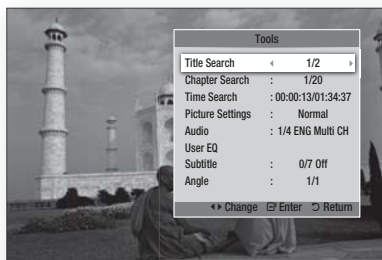 Tools
Title Search ◂ 1/2 ▸
Chapter Search : 1/20
Time Search : 00:00:13/01:34:37
Picture Settings : Normal
Audio : 1/4 ENG Multi CH
User EQ
Subtitle : 0/7 Off
Angle : 1/1
◂▸ Change Enter Return